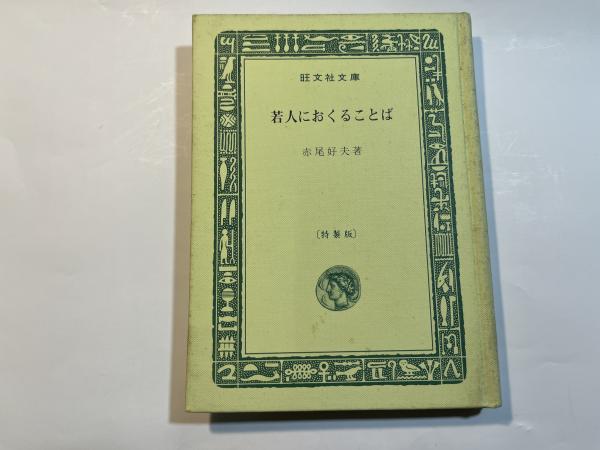 旺文社文庫
若人におくることば
赤尾好夫著
〔特製版〕